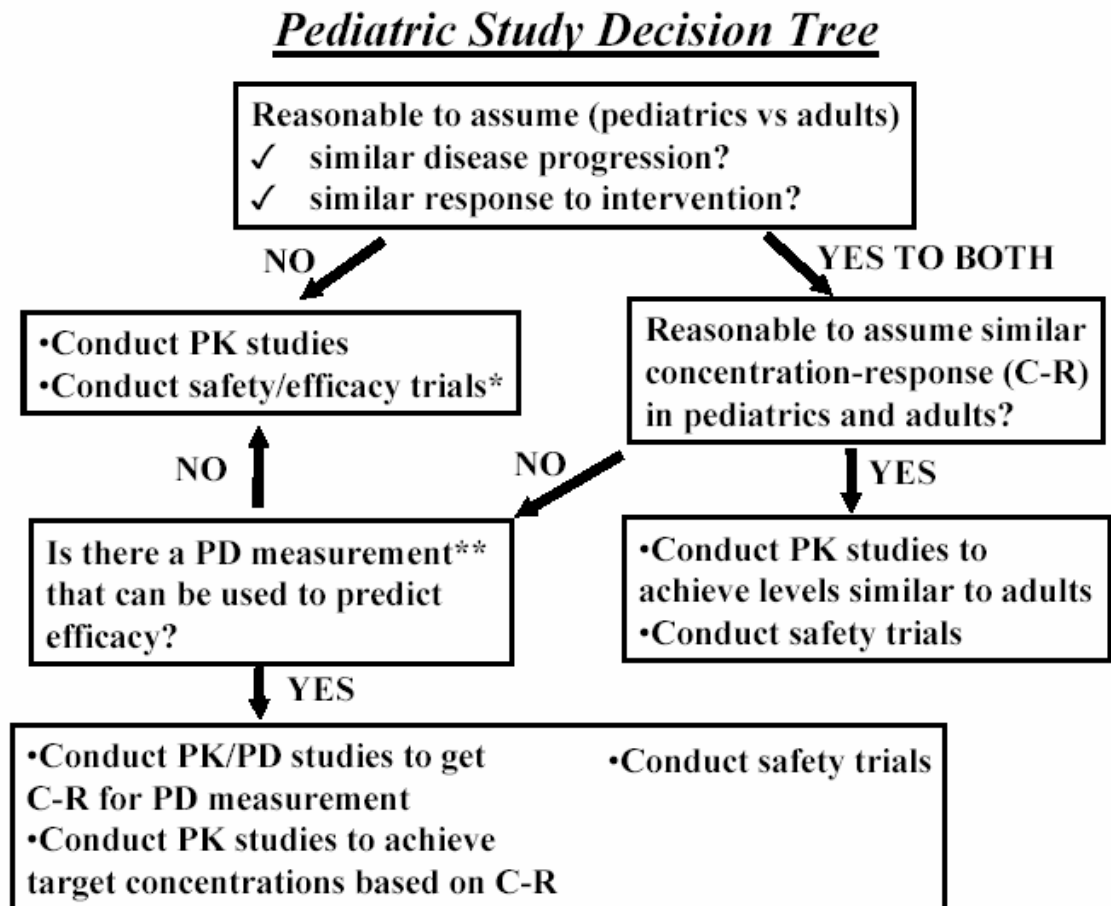 Pediatric Study Decision Tree
Reasonable to assume (pediatrics vs adults)
✓ similar disease progression?
✓ similar response to intervention?
NO
YES TO BOTH
•Conduct PK studies
•Conduct safety/efficacy trials*
Reasonable to assume similar
concentration-response (C-R)
in pediatrics and adults?
NO
NO
YES
Is there a PD measurement**
that can be used to predict
efficacy?
•Conduct PK studies to
achieve levels similar to adults
•Conduct safety trials
YES
•Conduct PK/PD studies to get
C-R for PD measurement
•Conduct PK studies to achieve
target concentrations based on C-R
•Conduct safety trials